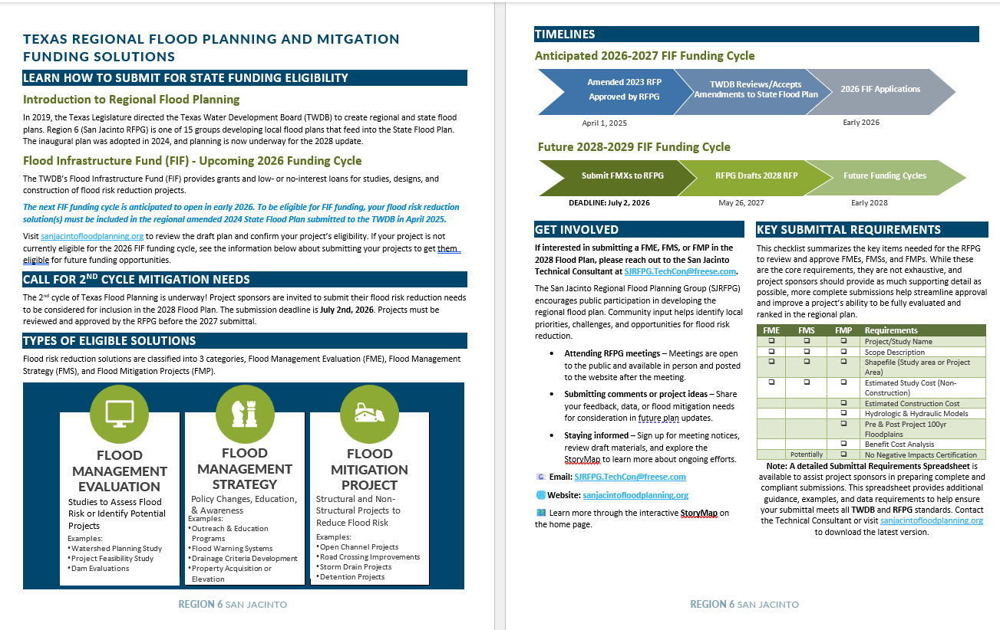 TEXAS REGIONAL FLOOD PLANNING AND MITGATION
FUNDING SOLUTIONS
LEARN HOW TO SUBMIT FOR STATE FUNDING ELIGIBILITY
Introduction to Regional Flood Planning
In 2019, the Texas Legislature directed the Texas Water Development Board (TWDB) to create regional and state flood
plans. Region 6 (San Jacinto RFPG) is one of 15 groups developing local flood plans that feed into the State Flood Plan.
The inaugural plan was adopted in 2024, and planning is now underway for the 2028 update.
Flood Infrastructure Fund (FIF) - Upcoming 2026 Funding Cycle
The TWDB's Flood Infrastructure Fund (FIF) provides grants and low- or no-interest loans for studies, designs, and
construction of flood risk reduction projects.
The next FIF funding cycle is anticipated to open in early 2026. To be eligible for FIF funding, your flood risk reduction
solution(s) must be included in the regional amended 2024 State Flood Plan submitted to the TWDB in April 2025.
Visit sanjacintofloodplanning.org to review the draft plan and confirm your project's eligibility. If your project is not
currently eligible for the 2026 FIF funding cycle, see the information below about submitting your projects to get them
eligible for future funding opportunities.
CALL FOR 2ND CYCLE MITIGATION NEEDS
The 2nd cycle of Texas Flood Planning is underway! Project sponsors are invited to submit their flood risk reduction needs
to be considered for inclusion in the 2028 Flood Plan. The submission deadline is July 2nd, 2026. Projects must be
reviewed and approved by the RFPG before the 2027 submittal.
TYPES OF ELIGIBLE SOLUTIONS
Flood risk reduction solutions are classified into 3 categories, Flood Management Evaluation (FME), Flood Management
Strategy (FMS), and Flood Mitigation Projects (FMP).
FLOOD
MANAGEMENT
EVALUATION
Studies to Assess Flood
Risk or Identify Potential
Projects
Examples:
•Watershed Planning Study
•Project Feasibility Study
•Dam Evaluations
FLOOD
MANAGEMENT
STRATEGY
Policy Changes, Education,
& Awareness
Examples:
•Outreach & Education
Programs
•Flood Warning Systems
•Drainage Criteria Development
•Property Acquisition or
Elevation
FLOOD
MITIGATION
PROJECT
Structural and Non-
Structural Projects to
Reduce Flood Risk
Examples:
•Open Channel Projects
•Road Crossing Improvements
•Storm Drain Projects
•Detention Projects
REGION 6 SAN JACINTO
TIMELINES
Anticipated 2026-2027 FIF Funding Cycle
Amended 2023 RFP
Approved by RFPG
TWDB Reviews/Accepts
Amendments to State Flood Plan
2026 FIF Applications
April 1, 2025
Early 2026
Future 2028-2029 FIF Funding Cycle
Submit FMXs to RFPG
RFPG Drafts 2028 RFP
Future Funding Cycles
DEADLINE: July 2, 2026
May 26, 2027
Early 2028
GET INVOLVED
If interested in submitting a FME, FMS, or FMP in the
2028 Flood Plan, please reach out to the San Jacinto
Technical Consultant at SJRFPG.TechCon@freese.com.
The San Jacinto Regional Flood Planning Group (SJRFPG)
encourages public participation in developing the
regional flood plan. Community input helps identify local
priorities, challenges, and opportunities for flood risk
reduction.
• Attending RFPG meetings – Meetings are open
to the public and available in person and posted
to the website after the meeting.
• Submitting comments or project ideas – Share
your feedback, data, or flood mitigation needs
for consideration in future plan updates.
• Staying informed – Sign up for meeting notices,
review draft materials, and explore the
StoryMap to learn more about ongoing efforts.
Email: SJRFPG.TechCon@freese.com
Website: sanjacintofloodplanning.org
Learn more through the interactive StoryMap on
the home page.
KEY SUBMITTAL REQUIREMENTS
This checklist summarizes the key items needed for the RFPG
to review and approve FMEs, FMSs, and FMPs. While these
are the core requirements, they are not exhaustive, and
project sponsors should provide as much supporting detail as
possible, more complete submissions help streamline approval
and improve a project's ability to be fully evaluated and
ranked in the regional plan.
FME FMS FMP Requirements
❑ ❑ ❑ Project/Study Name
❑ ❑ ❑ Scope Description
❑ ❑ ❑ Shapefile (Study area or Project
Area)
❑ ❑ ❑ Estimated Study Cost (Non-
Construction)
❑ Estimated Construction Cost
❑ Hydrologic & Hydraulic Models
❑ Pre & Post Project 100yr
Floodplains
❑ Benefit Cost Analysis
Potentially ❑ No Negative Impacts Certification
Note: A detailed Submittal Requirements Spreadsheet is
available to assist project sponsors in preparing complete and
compliant submissions. This spreadsheet provides additional
guidance, examples, and data requirements to help ensure
your submittal meets all TWDB and RFPG standards. Contact
the Technical Consultant or visit sanjacintofloodplanning.org
to download the latest version.
REGION 6 SAN JACINTO